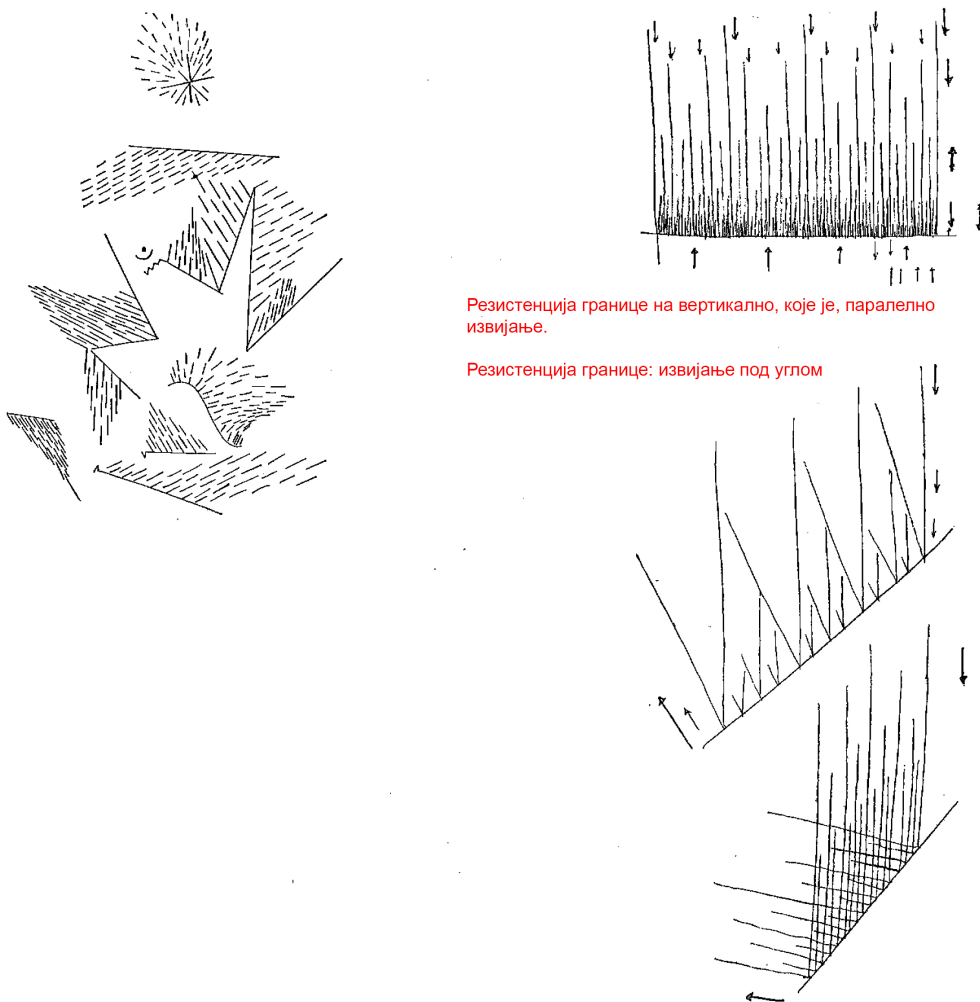 Резистенција границе на вертикално, које је, паралелно
извијање.
Резистенција границе: извијање под углом